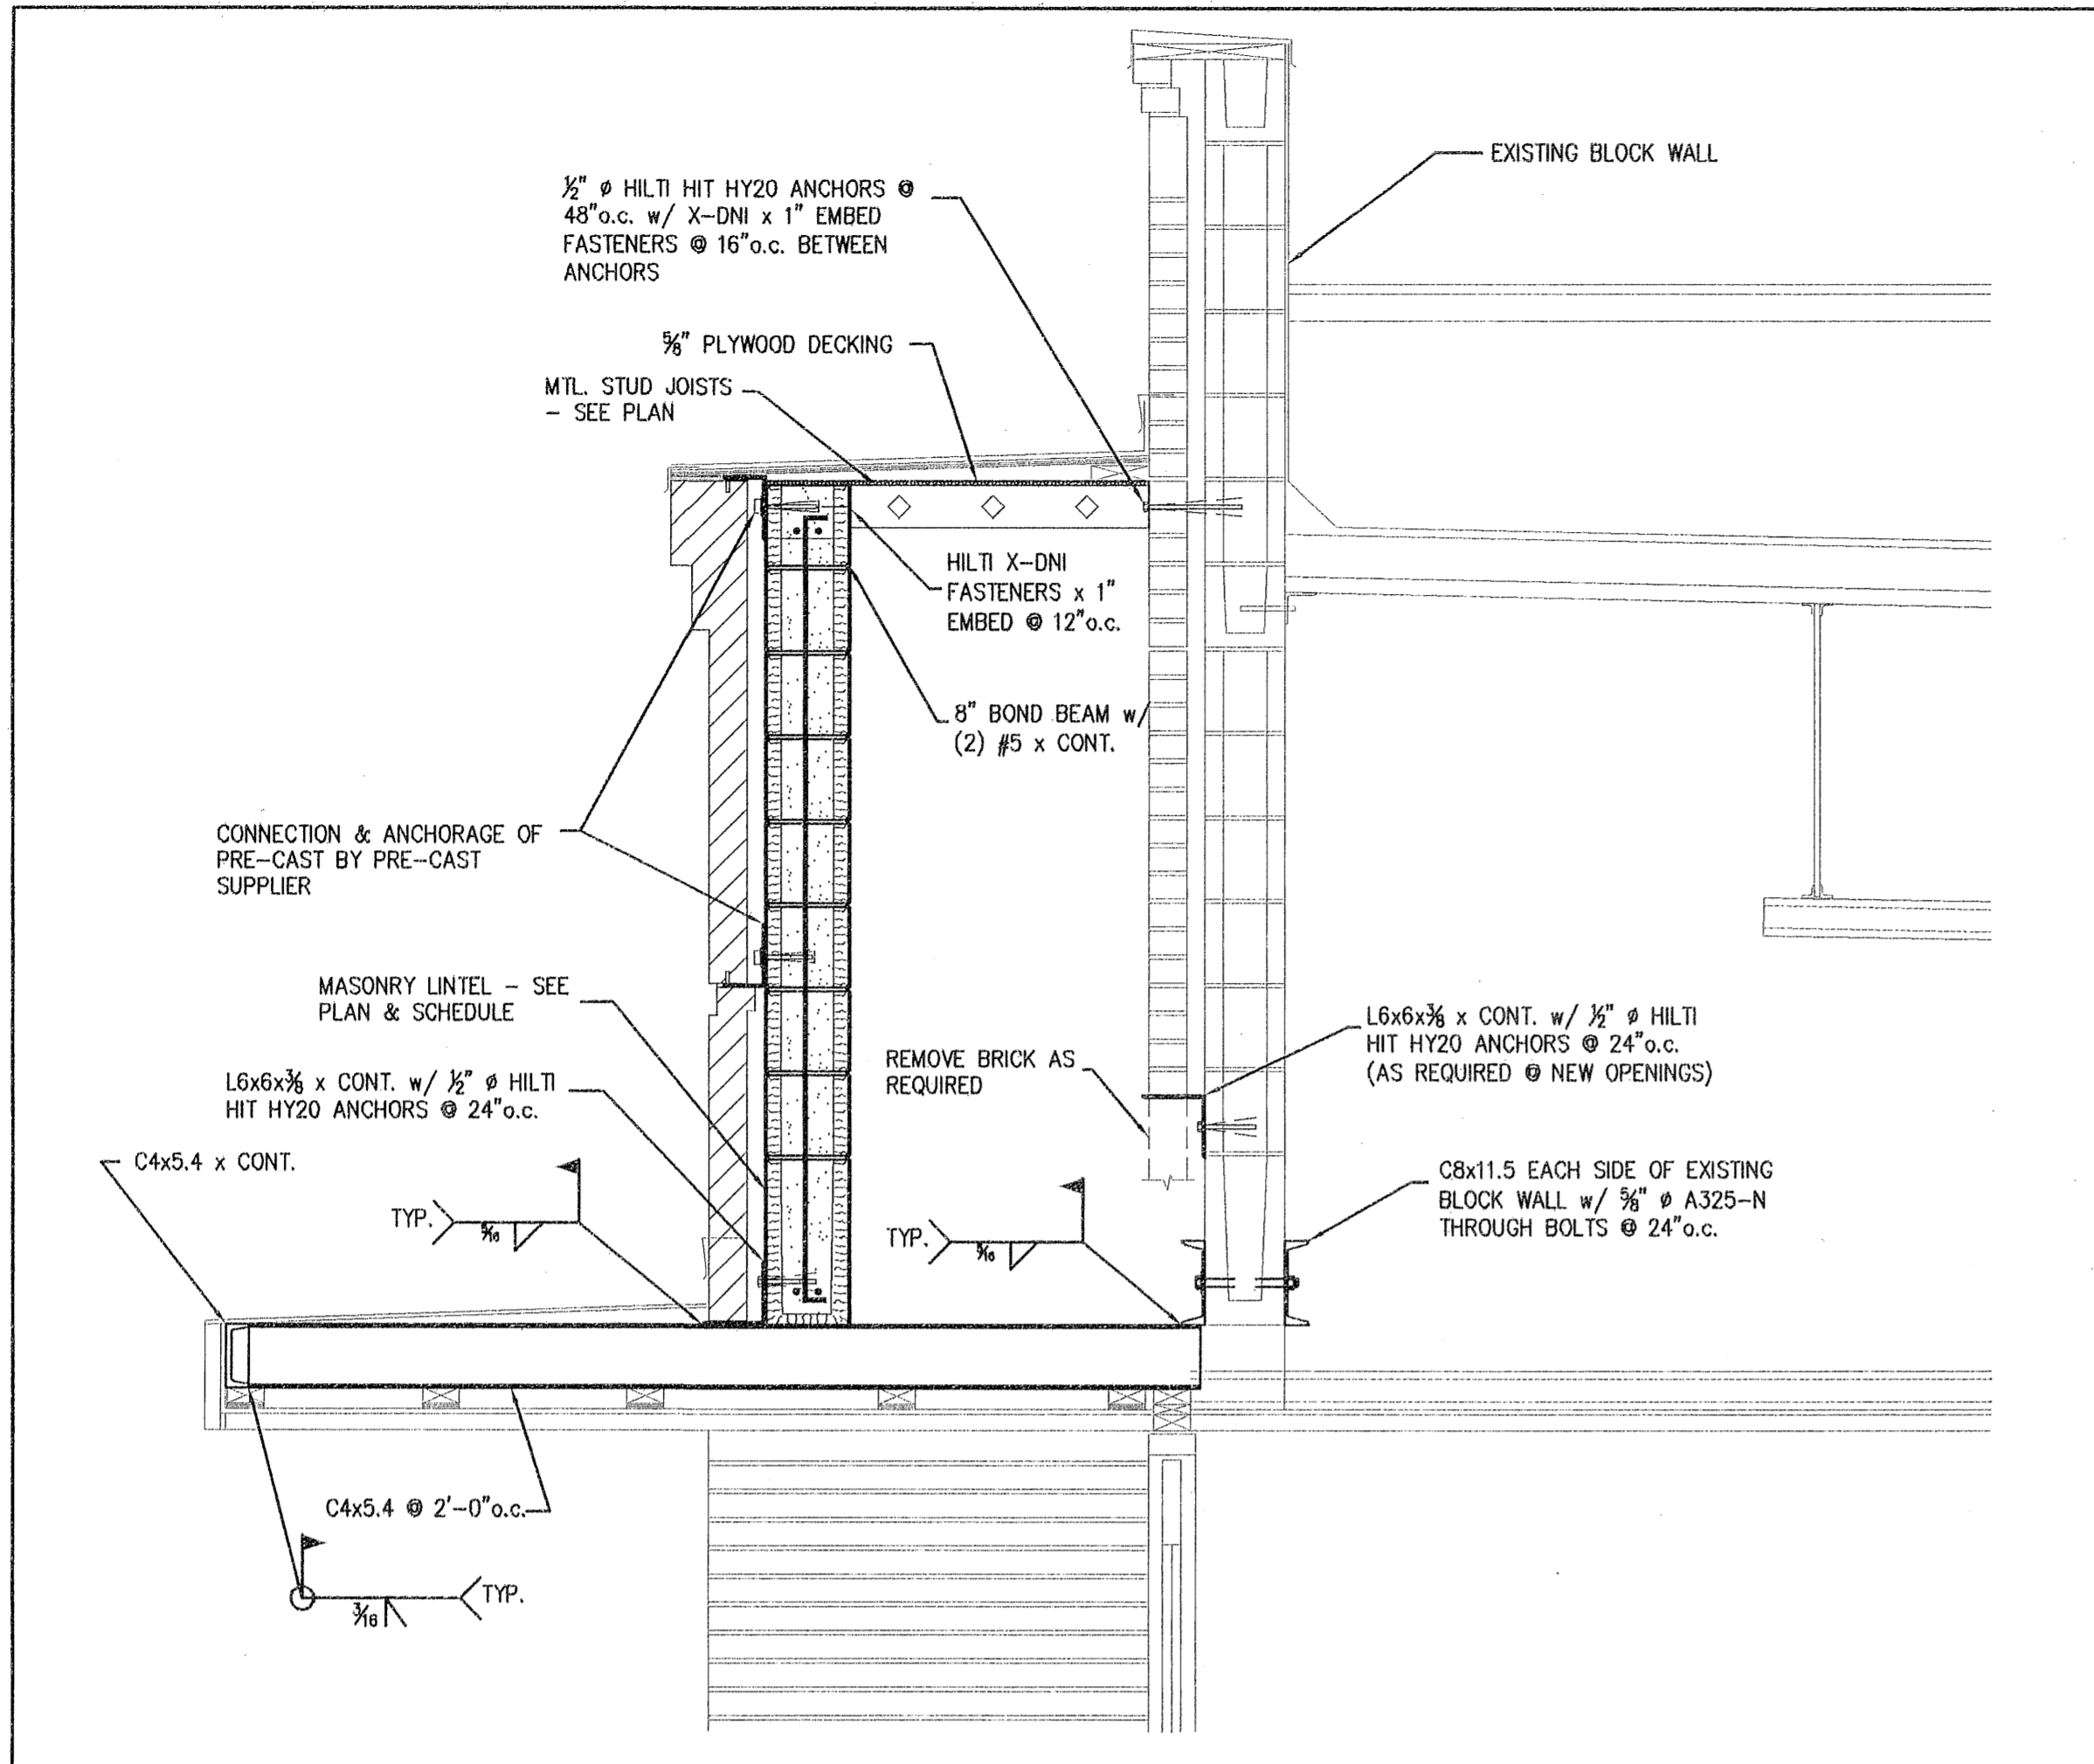 EXISTING BLOCK WALL
½" ø HILTI HIT HY20 ANCHORS @
48"o.c. w/ X-DNI x 1" EMBED
FASTENERS @ 16"o.c. BETWEEN
ANCHORS
⅝" PLYWOOD DECKING
MTL. STUD JOISTS
- SEE PLAN
HILTI X-DNI
FASTENERS x 1"
EMBED @ 12"o.c.
8" BOND BEAM w/
(2) #5 x CONT.
CONNECTION & ANCHORAGE OF
PRE-CAST BY PRE-CAST
SUPPLIER
MASONRY LINTEL - SEE
PLAN & SCHEDULE
L6x6x⅜ x CONT. w/ ½" ø HILTI
HIT HY20 ANCHORS @ 24"o.c.
(AS REQUIRED @ NEW OPENINGS)
REMOVE BRICK AS
REQUIRED
L6x6x⅜ x CONT. w/ ½" ø HILTI
HIT HY20 ANCHORS @ 24"o.c.
C4x5.4 x CONT.
C8x11.5 EACH SIDE OF EXISTING
BLOCK WALL w/ ⅝" ø A325-N
THROUGH BOLTS @ 24"o.c.
TYP.
TYP.
C4x5.4 @ 2'-0"o.c.
3/16
TYP.